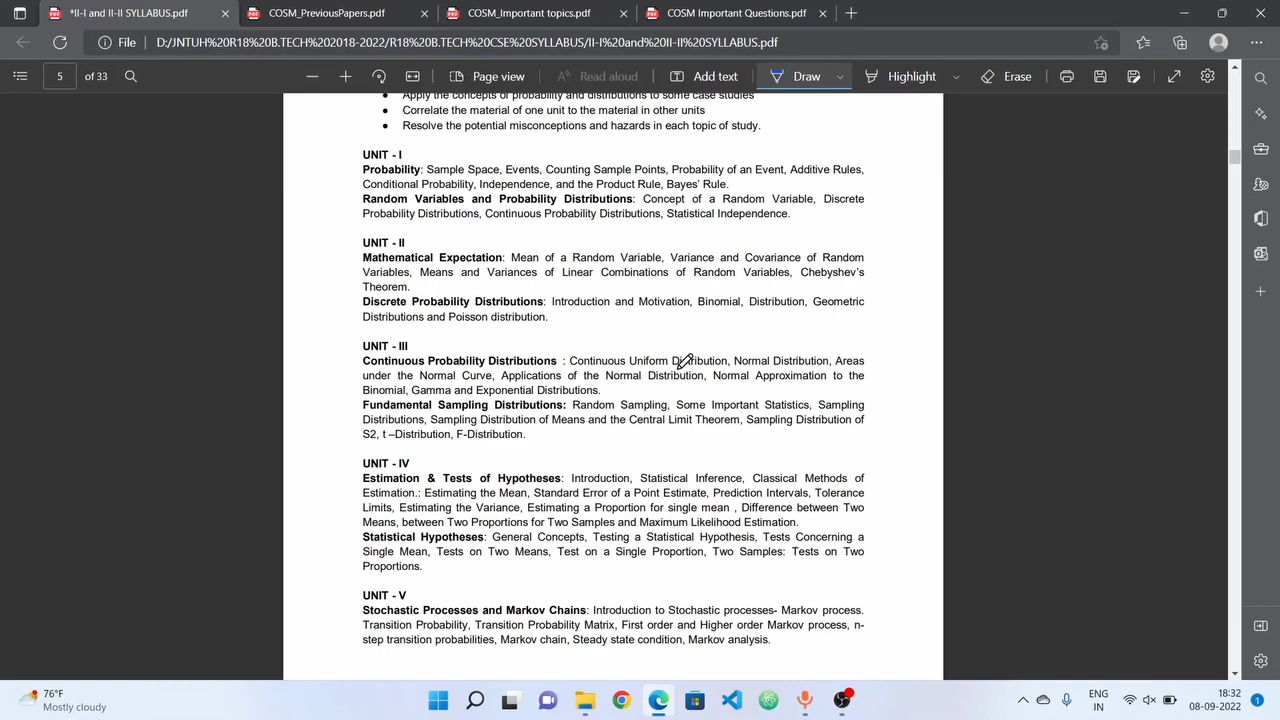 *II-I and II-II SYLLABUS.pdf
COSM_PreviousPapers.pdf
COSM_Important topics.pdf
COSM Important Questions.pdf
File
D:/JNTUH%20R18%20B.TECH%202018-2022/R18%20B.TECH%20CSE%20SYLLABUS/II-I%20and%20II-II%20SYLLABUS.pdf
5 of 33
Page view
Read aloud
Add text
Draw
Highlight
Erase
• Apply the concepts of probability and distributions to some case studies
• Correlate the material of one unit to the material in other units
• Resolve the potential misconceptions and hazards in each topic of study.
UNIT - I
Probability: Sample Space, Events, Counting Sample Points, Probability of an Event, Additive Rules,
Conditional Probability, Independence, and the Product Rule, Bayes' Rule.
Random Variables and Probability Distributions: Concept of a Random Variable, Discrete
Probability Distributions, Continuous Probability Distributions, Statistical Independence.
UNIT - II
Mathematical Expectation: Mean of a Random Variable, Variance and Covariance of Random
Variables, Means and Variances of Linear Combinations of Random Variables, Chebyshev's
Theorem.
Discrete Probability Distributions: Introduction and Motivation, Binomial, Distribution, Geometric
Distributions and Poisson distribution.
UNIT - III
Continuous Probability Distributions : Continuous Uniform Distribution, Normal Distribution, Areas
under the Normal Curve, Applications of the Normal Distribution, Normal Approximation to the
Binomial, Gamma and Exponential Distributions.
Fundamental Sampling Distributions: Random Sampling, Some Important Statistics, Sampling
Distributions, Sampling Distribution of Means and the Central Limit Theorem, Sampling Distribution of
S2, t –Distribution, F-Distribution.
UNIT - IV
Estimation & Tests of Hypotheses: Introduction, Statistical Inference, Classical Methods of
Estimation.: Estimating the Mean, Standard Error of a Point Estimate, Prediction Intervals, Tolerance
Limits, Estimating the Variance, Estimating a Proportion for single mean , Difference between Two
Means, between Two Proportions for Two Samples and Maximum Likelihood Estimation.
Statistical Hypotheses: General Concepts, Testing a Statistical Hypothesis, Tests Concerning a
Single Mean, Tests on Two Means, Test on a Single Proportion, Two Samples: Tests on Two
Proportions.
UNIT - V
Stochastic Processes and Markov Chains: Introduction to Stochastic processes- Markov process.
Transition Probability, Transition Probability Matrix, First order and Higher order Markov process, n-
step transition probabilities, Markov chain, Steady state condition, Markov analysis.
76°F
Mostly cloudy
ENG
IN
18:32
08-09-2022
1